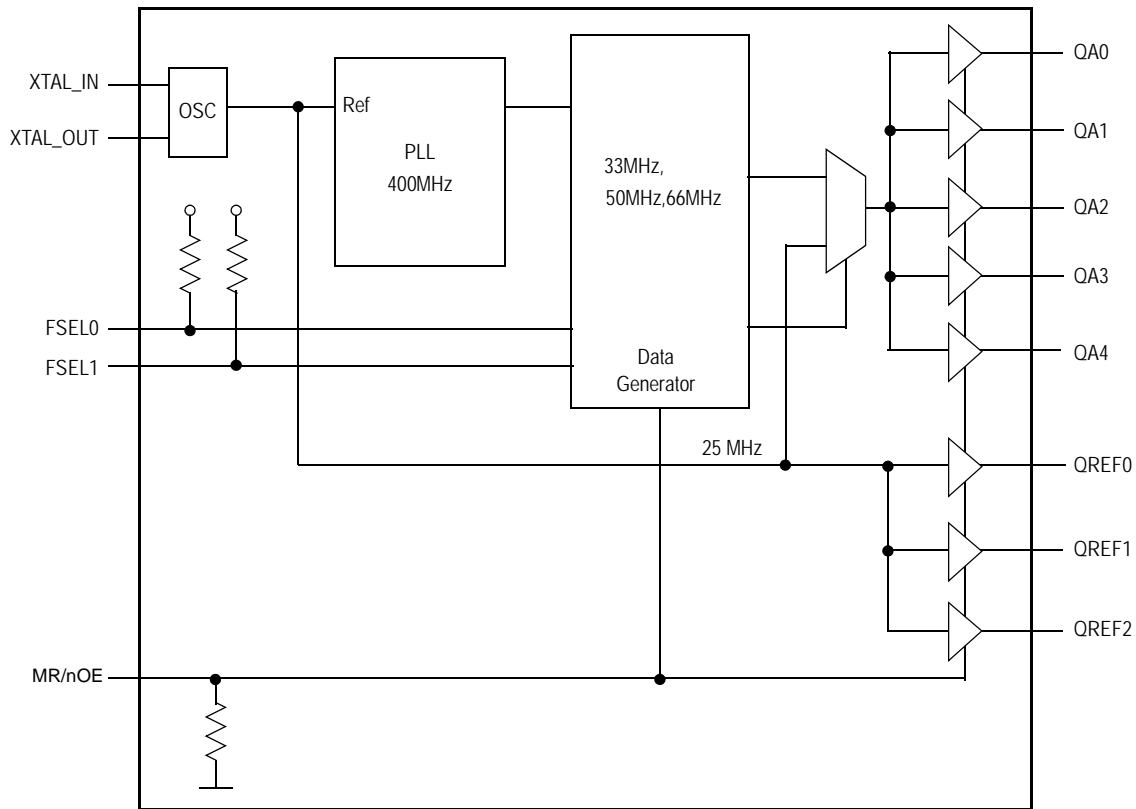 XTAL_IN
XTAL_OUT
OSC
Ref
PLL
400MHz
33MHz,
50MHz,66MHz
Data
Generator
FSEL0
FSEL1
25 MHz
MR/nOE
QA0
QA1
QA2
QA3
QA4
QREF0
QREF1
QREF2